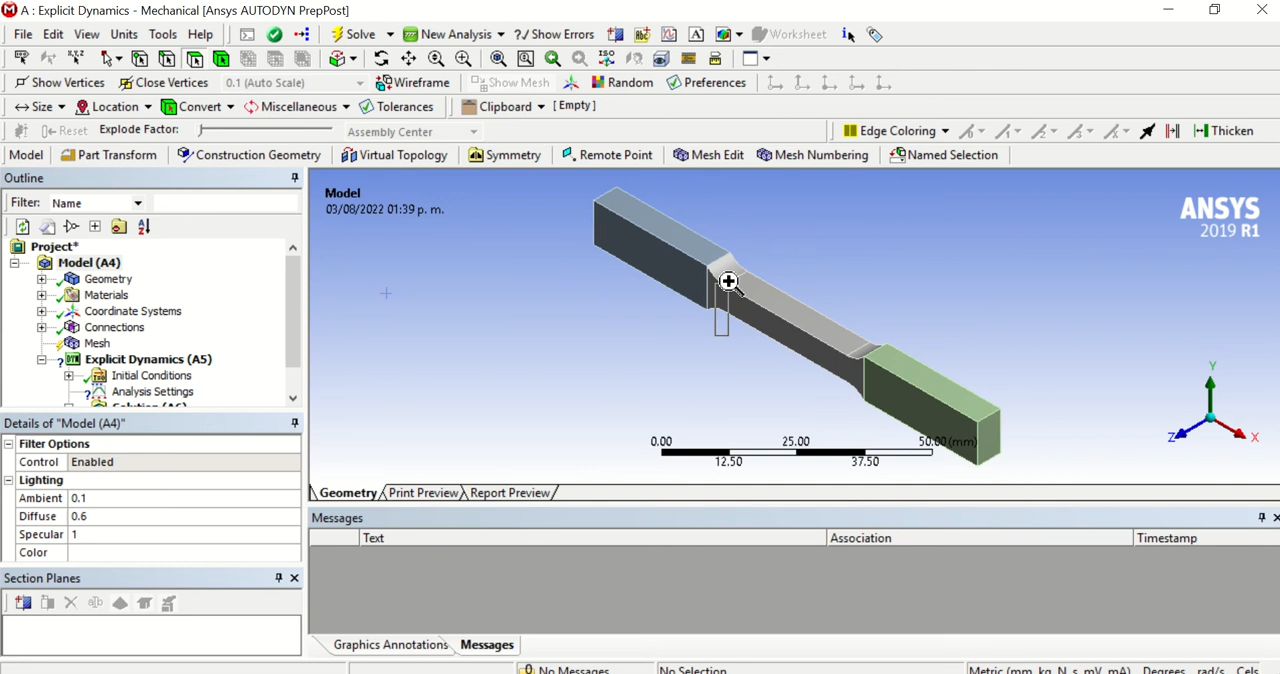 A : Explicit Dynamics - Mechanical [Ansys AUTODYN PrepPost]
File Edit View Units Tools Help Solve New Analysis ?/ Show Errors Worksheet
Show Vertices Close Vertices 0.1 (Auto Scale) Wireframe Show Mesh Random Preferences
Size Location Convert Miscellaneous Tolerances Clipboard [ Empty ]
Reset Explode Factor: Assembly Center Edge Coloring Thicken
Model Part Transform Construction Geometry Virtual Topology Symmetry Remote Point Mesh Edit Mesh Numbering Named Selection
Outline
Filter: Name
Project*
Model (A4)
Geometry
Materials
Coordinate Systems
Connections
Mesh
Explicit Dynamics (A5)
Initial Conditions
Analysis Settings
Solution (A6)
Details of "Model (A4)"
Filter Options
Control Enabled
Lighting
Ambient 0.1
Diffuse 0.6
Specular 1
Color
Section Planes
Model
03/08/2022 01:39 p. m.
ANSYS
2019 R1
Y
Z X
0.00 25.00 50.00 (mm)
12.50 37.50
Geometry Print Preview Report Preview
Messages
Text Association Timestamp
Graphics Annotations Messages
0 No Messages No Selection Metric (mm, kg, N, s, mV, mA) Degrees rad/s Cels